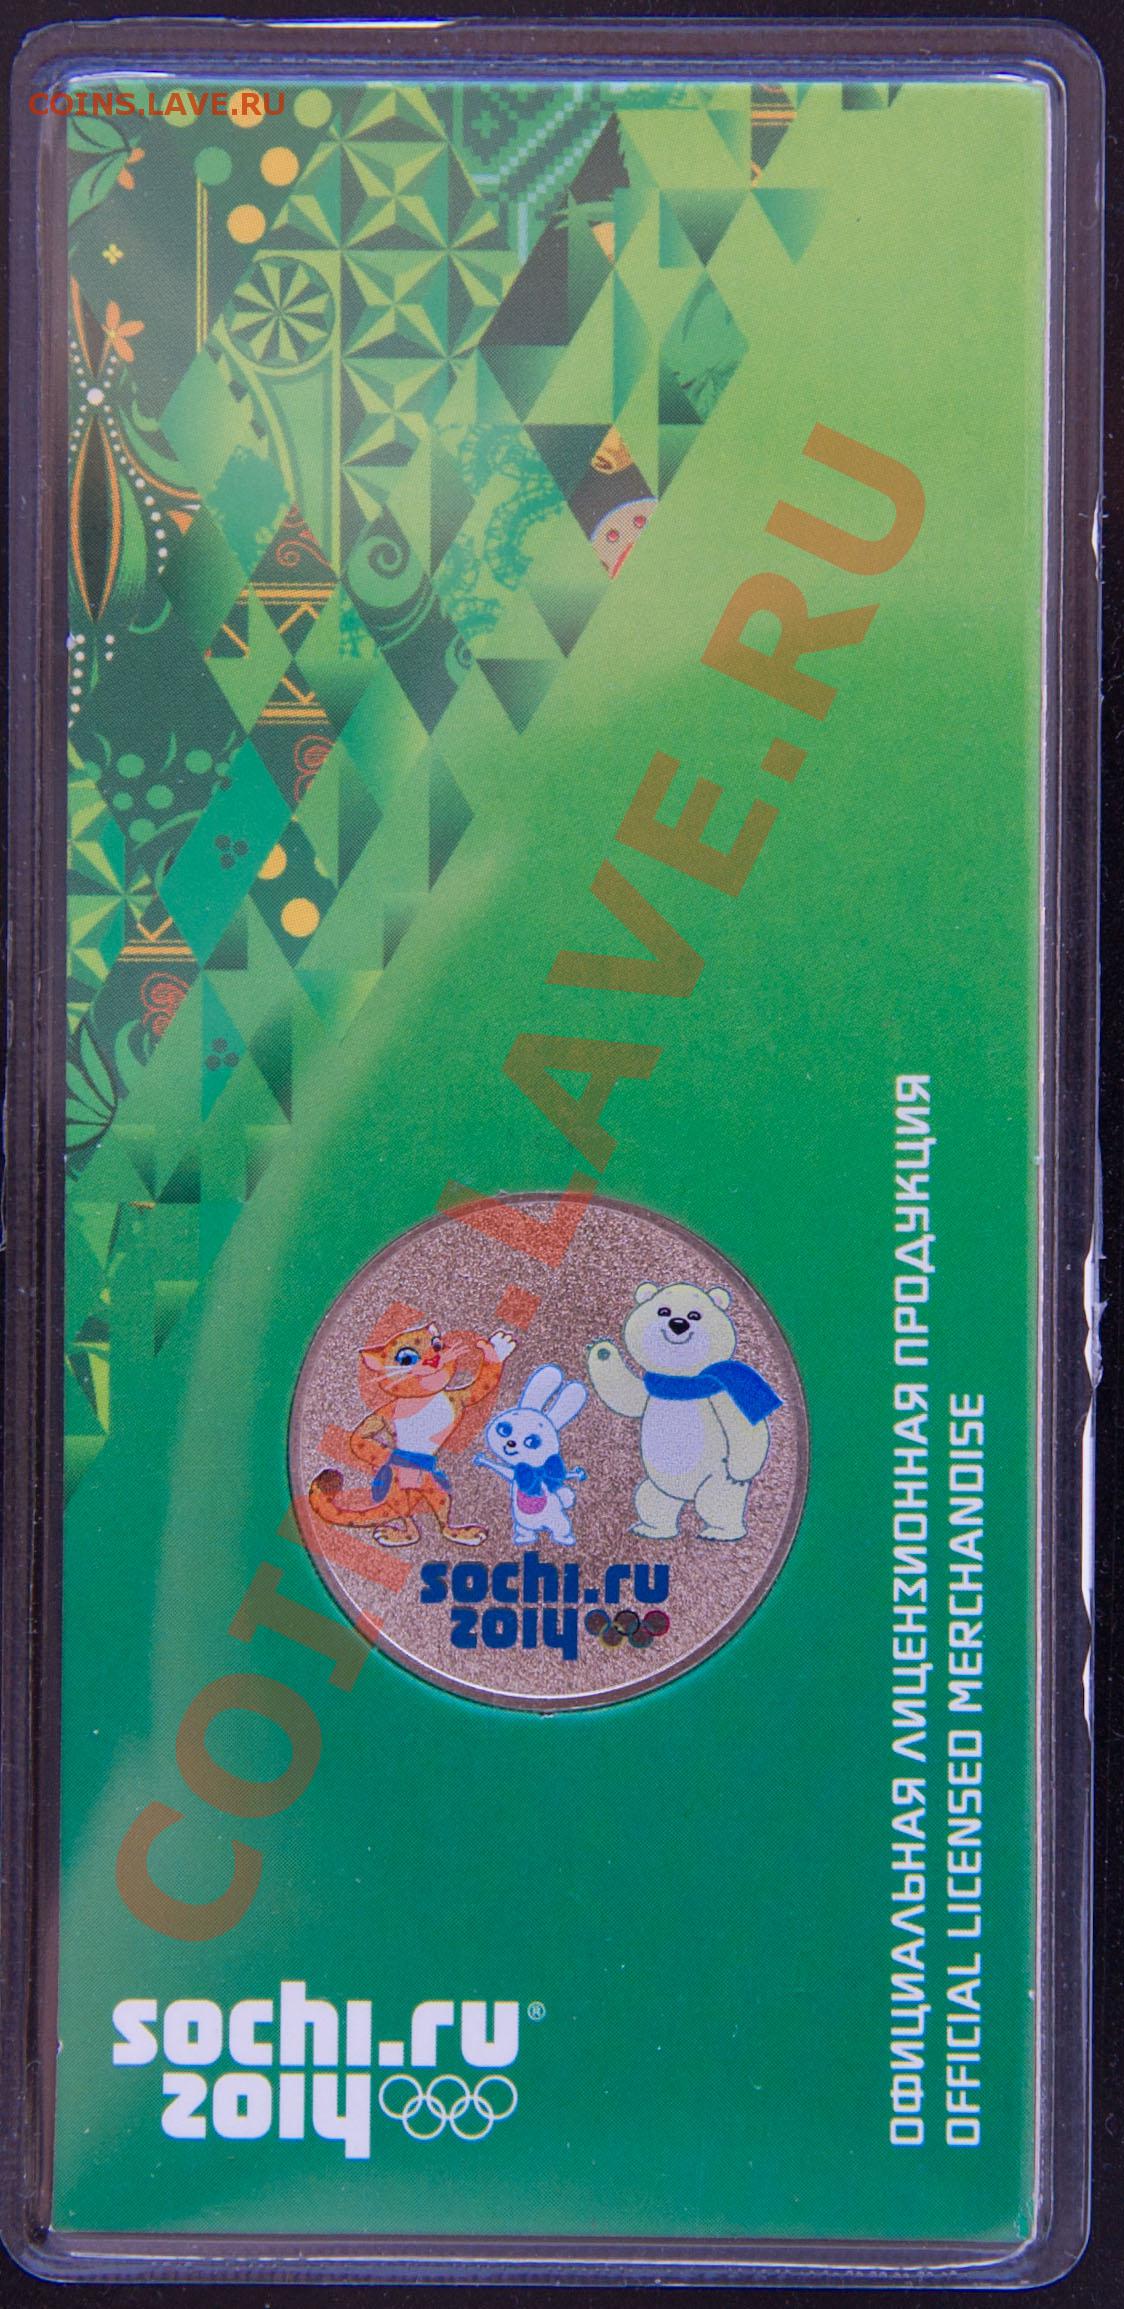 COINS.LAVE.RU
COINS.LAVE.RU
sochi.ru
2014
sochi.ru®
2014
ОФИЦИАЛЬНАЯ ЛИЦЕНЗИОННАЯ ПРОДУКЦИЯ
OFFICIAL LICENSED MERCHANDISE